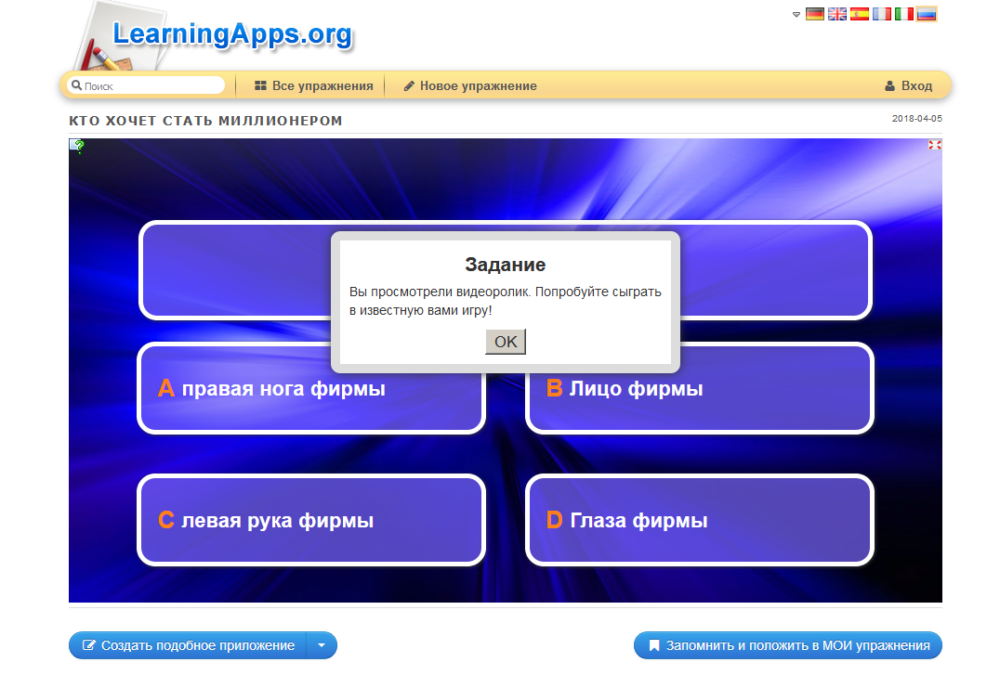 LearningApps.org
Поиск
Все упражнения
Новое упражнение
Вход
КТО ХОЧЕТ СТАТЬ МИЛЛИОНЕРОМ
2018-04-05
Задание
Вы просмотрели видеоролик. Попробуйте сыграть
в известную вами игру!
OK
A правая нога фирмы
B Лицо фирмы
C левая рука фирмы
D Глаза фирмы
Создать подобное приложение
Запомнить и положить в МОИ упражнения